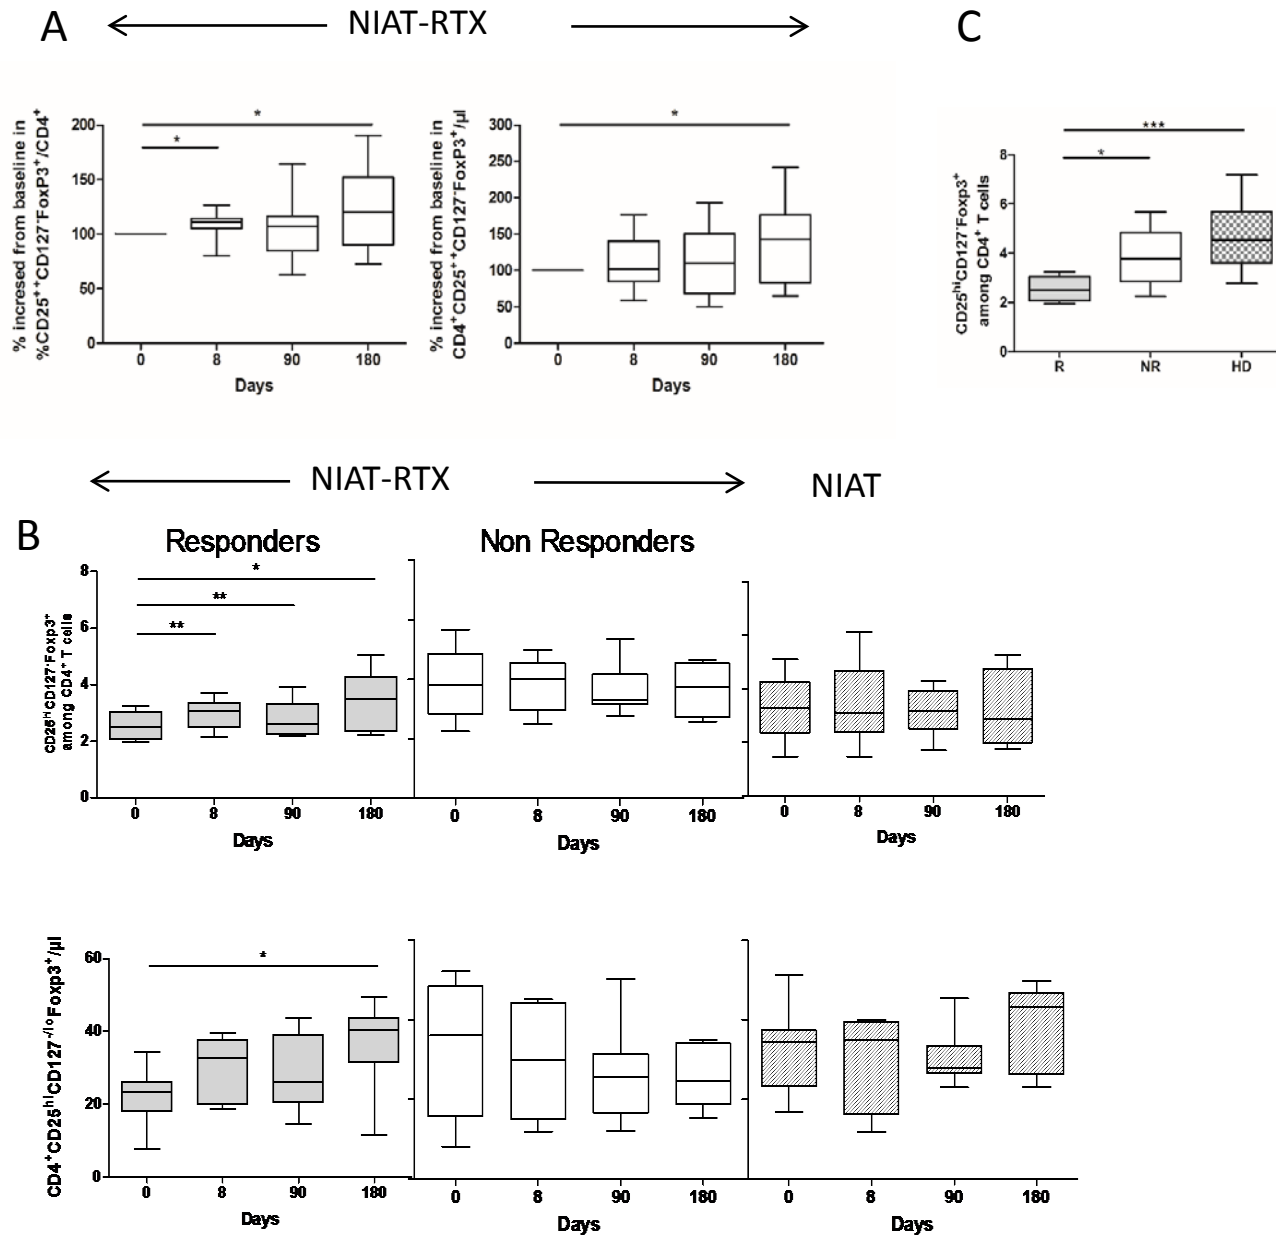 A
NIAT-RTX
C
% incresed from baseline in
%CD25⁺⁺CD127⁻FoxP3⁺/CD4⁺
200
150
100
50
0
*
*
0 8 90 180
Days
% incresed from baseline in
CD4⁺CD25⁺⁺CD127⁻FoxP3⁺/µl
300
250
200
150
100
50
0
*
0 8 90 180
Days
CD25ʰⁱCD127⁻Foxp3⁺
among CD4⁺ T cells
8
6
4
2
0
***
*
R NR HD
NIAT-RTX
NIAT
B
Responders
Non Responders
CD25ʰⁱCD127⁻Foxp3⁺
among CD4⁺ T cells
8
6
4
2
0
*
**
**
0 8 90 180
Days
0 8 90 180
Days
0 8 90 180
Days
CD4⁺CD25ʰⁱCD127⁻/ˡᵒFoxp3⁺/µl
60
40
20
0
*
0 8 90 180
Days
0 8 90 180
Days
0 8 90 180
Days